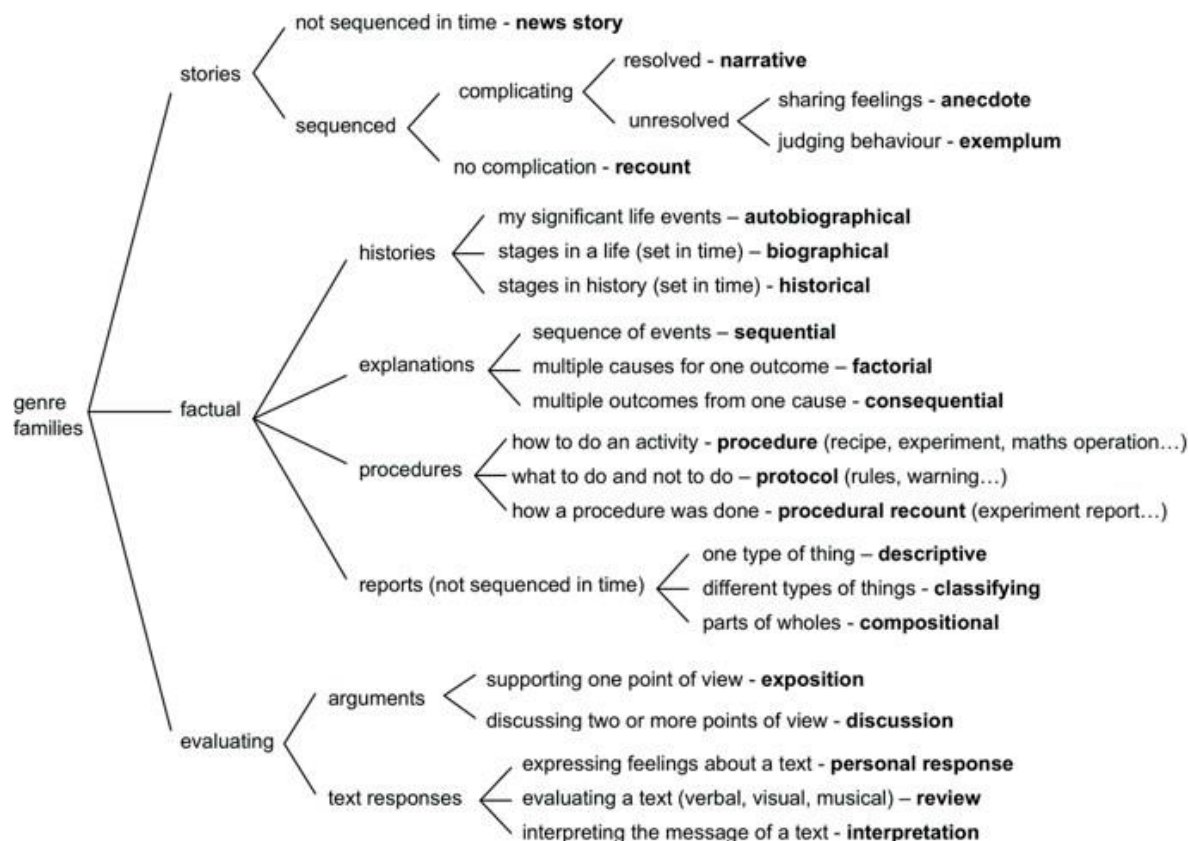 not sequenced in time - news story
stories
resolved - narrative
complicating
sharing feelings - anecdote
sequenced
unresolved
judging behaviour - exemplum
no complication - recount
my significant life events – autobiographical
histories
stages in a life (set in time) – biographical
stages in history (set in time) - historical
sequence of events – sequential
explanations
multiple causes for one outcome – factorial
multiple outcomes from one cause - consequential
genre
families
factual
how to do an activity - procedure (recipe, experiment, maths operation…)
procedures
what to do and not to do – protocol (rules, warning…)
how a procedure was done - procedural recount (experiment report…)
one type of thing – descriptive
reports (not sequenced in time)
different types of things - classifying
parts of wholes - compositional
supporting one point of view - exposition
arguments
discussing two or more points of view - discussion
evaluating
expressing feelings about a text - personal response
text responses
evaluating a text (verbal, visual, musical) – review
interpreting the message of a text - interpretation